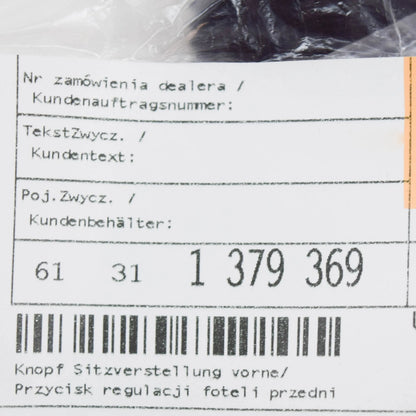 Nr zamówienia dealera /
Kundenauftragsnummer:
TekstZwycz. /
Kundentext:
Poj.Zwycz. /
Kundenbehälter:
61 31 1 379 369
Knopf Sitzverstellung vorne/
Przycisk regulacji foteli przedni